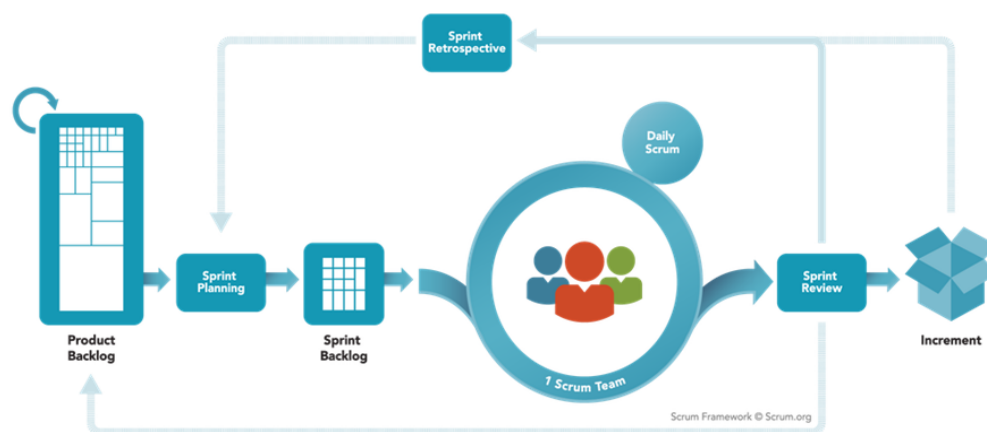 Sprint
Retrospective
Daily
Scrum
Sprint
Planning
Sprint
Review
Product
Backlog
Sprint
Backlog
Increment
1 Scrum Team
Scrum Framework © Scrum.org